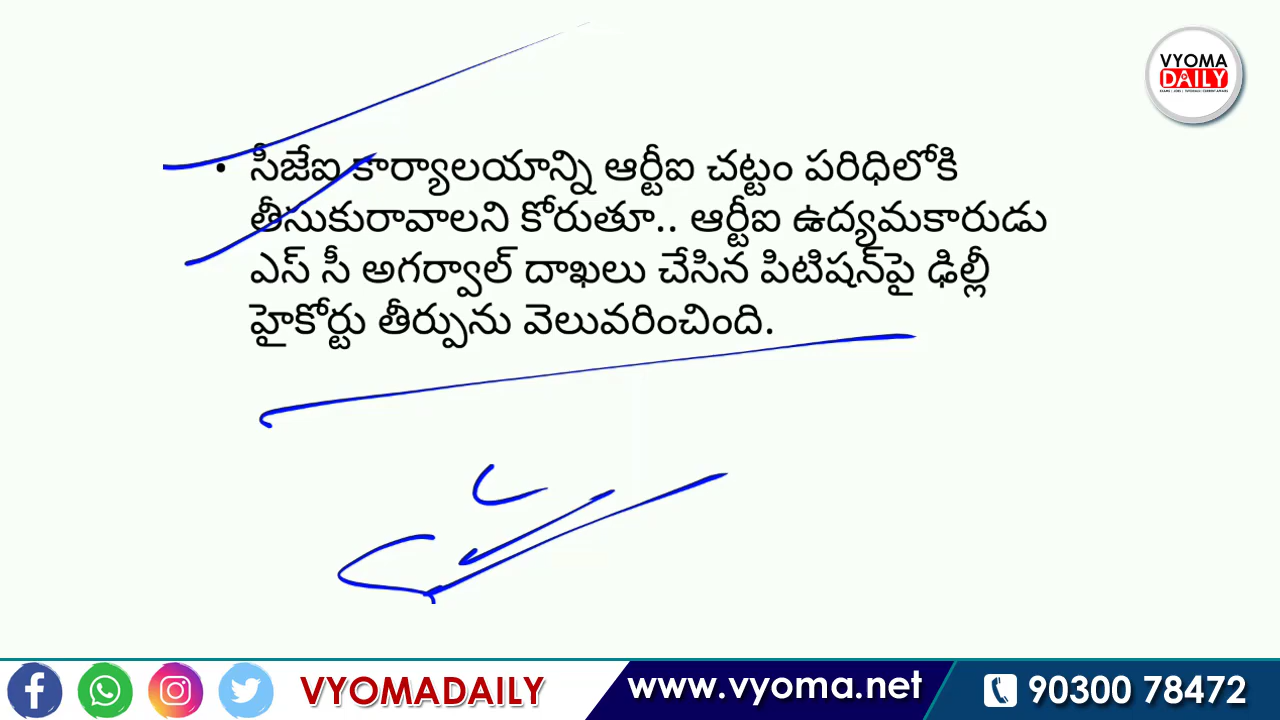 VYOMA
DAILY
• సీజేఐ కార్యాలయాన్ని ఆర్టీఐ చట్టం పరిధిలోకి
తీసుకురావాలని కోరుతూ.. ఆర్టీఐ ఉద్యమకారుడు
ఎస్ సీ అగర్వాల్ దాఖలు చేసిన పిటిషన్‌పై ఢిల్లీ
హైకోర్టు తీర్పును వెలువరించింది.
VYOMADAILY www.vyoma.net 90300 78472